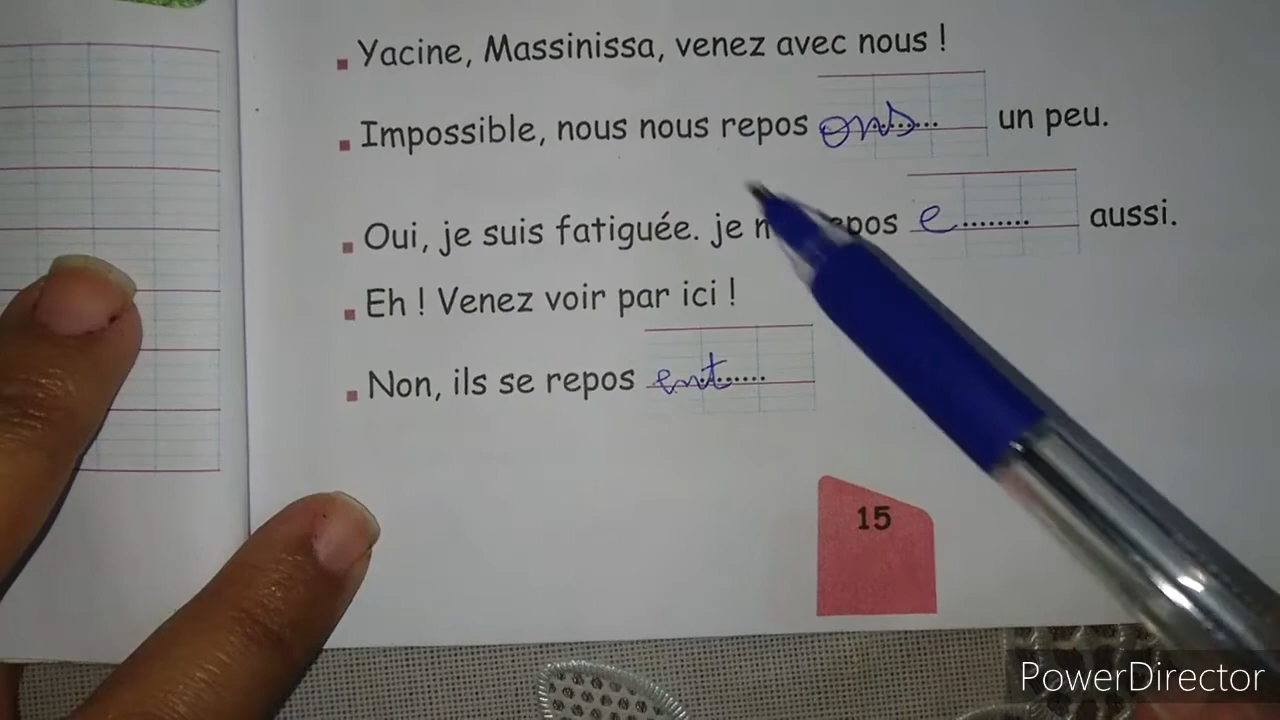 Yacine, Massinissa, venez avec nous !
Impossible, nous nous repos ons un peu.
Oui, je suis fatiguée. je repos e aussi.
Eh ! Venez voir par ici !
Non, ils se repos ent
15
PowerDirector